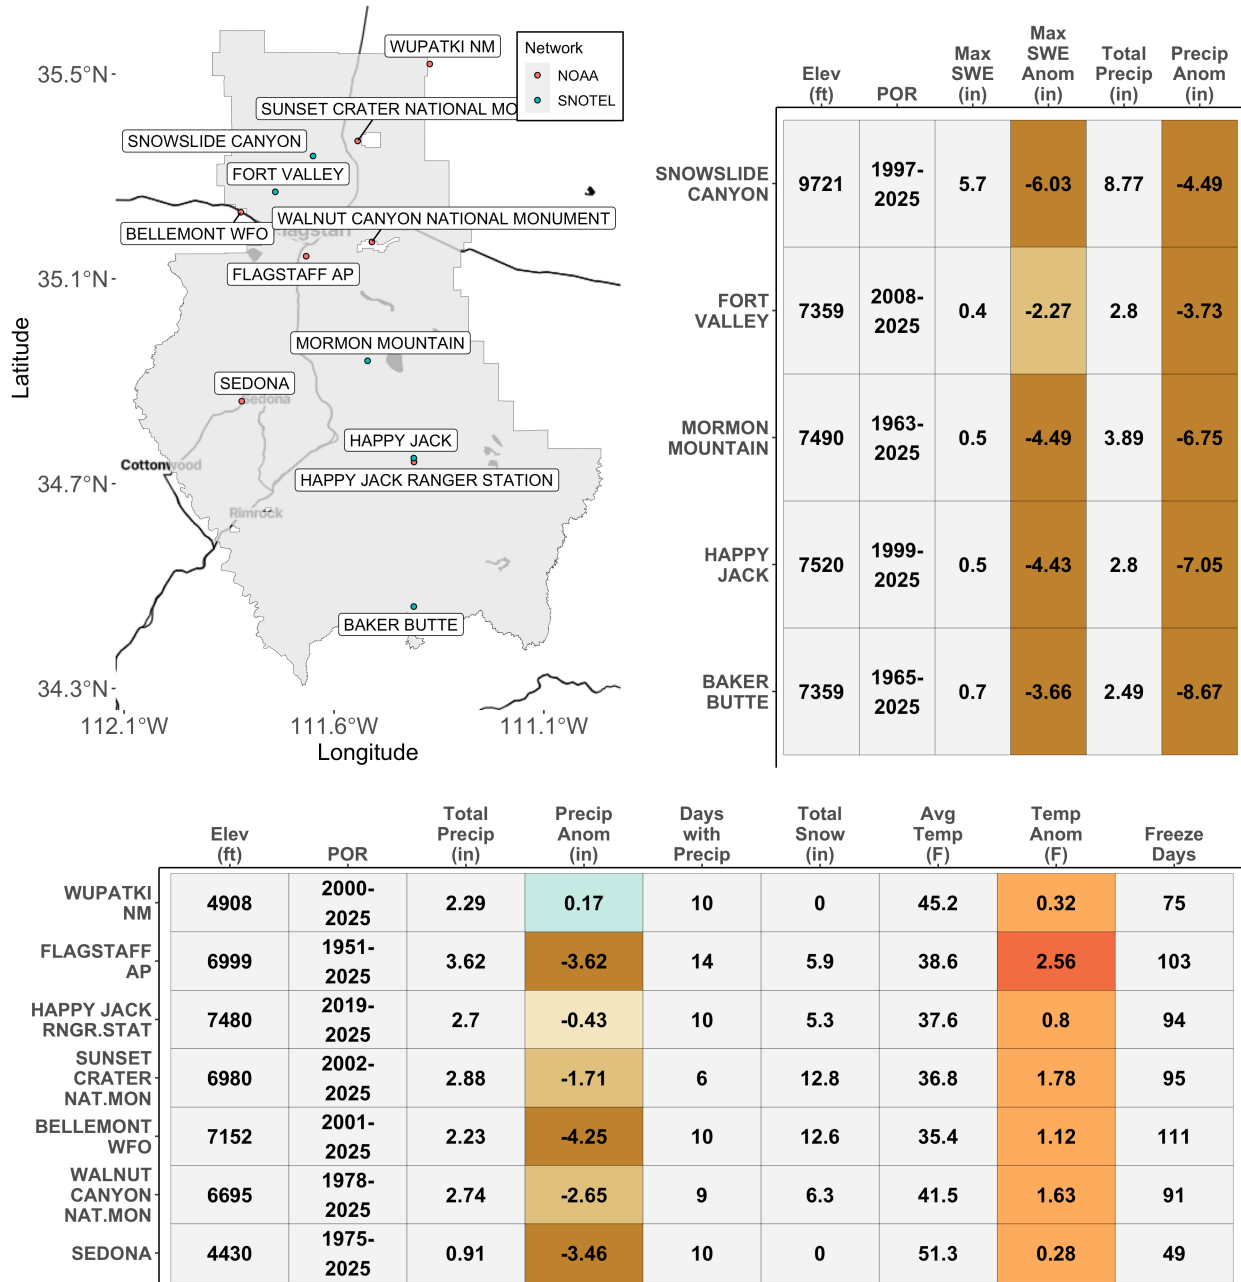 WUPATKI NM
Network
NOAA
SNOTEL
35.5°N
SUNSET CRATER NATIONAL MO
SNOWSLIDE CANYON
FORT VALLEY
WALNUT CANYON NATIONAL MONUMENT
BELLEMONT WFO
Flagstaff
35.1°N
FLAGSTAFF AP
MORMON MOUNTAIN
SEDONA
Sedona
HAPPY JACK
Cottonwood
34.7°N
HAPPY JACK RANGER STATION
Rimrock
BAKER BUTTE
34.3°N
112.1°W 111.6°W 111.1°W
Longitude
Latitude
Max
Max SWE Total Precip
Elev SWE Anom Precip Anom
(ft) POR (in) (in) (in) (in)
SNOWSLIDE
CANYON
9721 1997-
2025 5.7 -6.03 8.77 -4.49
FORT
VALLEY
7359 2008-
2025 0.4 -2.27 2.8 -3.73
MORMON
MOUNTAIN
7490 1963-
2025 0.5 -4.49 3.89 -6.75
HAPPY
JACK
7520 1999-
2025 0.5 -4.43 2.8 -7.05
BAKER
BUTTE
7359 1965-
2025 0.7 -3.66 2.49 -8.67
Total Precip Days Total Avg Temp
Elev Precip Anom with Snow Temp Anom Freeze
(ft) POR (in) (in) Precip (in) (F) (F) Days
WUPATKI
NM
4908 2000-
2025 2.29 0.17 10 0 45.2 0.32 75
FLAGSTAFF
AP
6999 1951-
2025 3.62 -3.62 14 5.9 38.6 2.56 103
HAPPY JACK
RNGR.STAT
7480 2019-
2025 2.7 -0.43 10 5.3 37.6 0.8 94
SUNSET
CRATER
NAT.MON
6980 2002-
2025 2.88 -1.71 6 12.8 36.8 1.78 95
BELLEMONT
WFO
7152 2001-
2025 2.23 -4.25 10 12.6 35.4 1.12 111
WALNUT
CANYON
NAT.MON
6695 1978-
2025 2.74 -2.65 9 6.3 41.5 1.63 91
SEDONA
4430 1975-
2025 0.91 -3.46 10 0 51.3 0.28 49